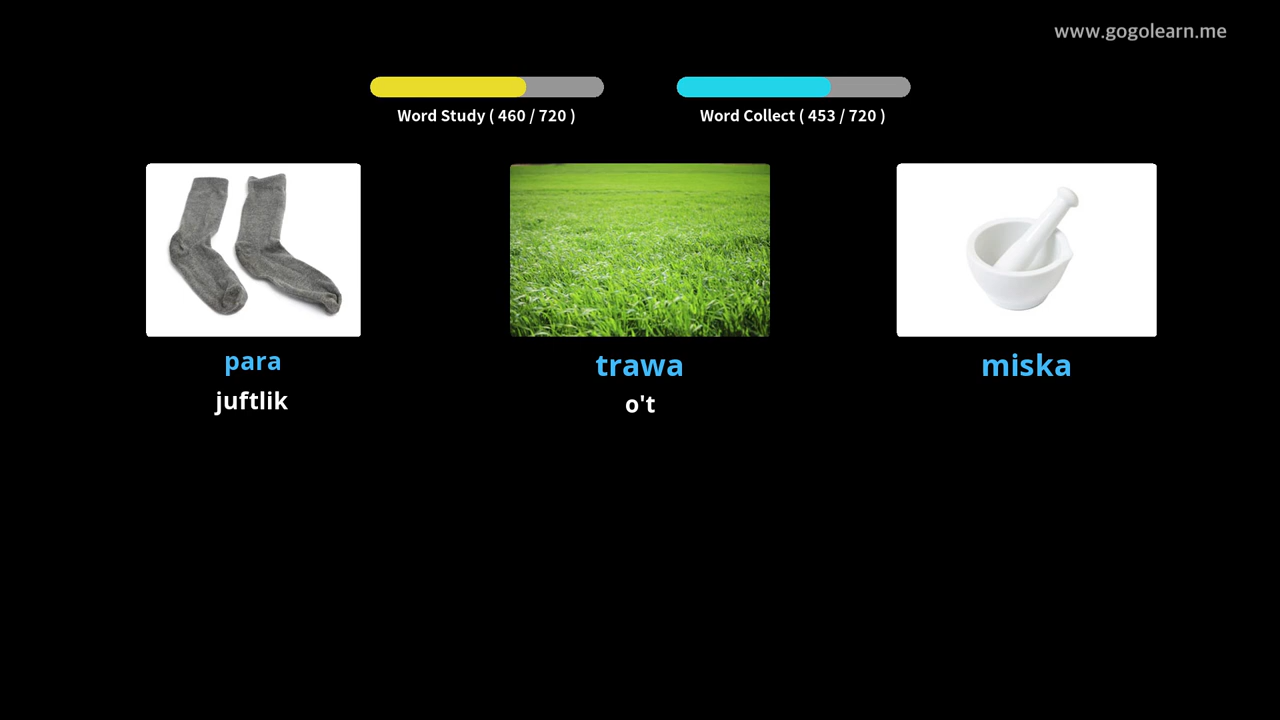 www.gogolearn.me
Word Study ( 460 / 720 )
Word Collect ( 453 / 720 )
para
juftlik
trawa
o't
miska